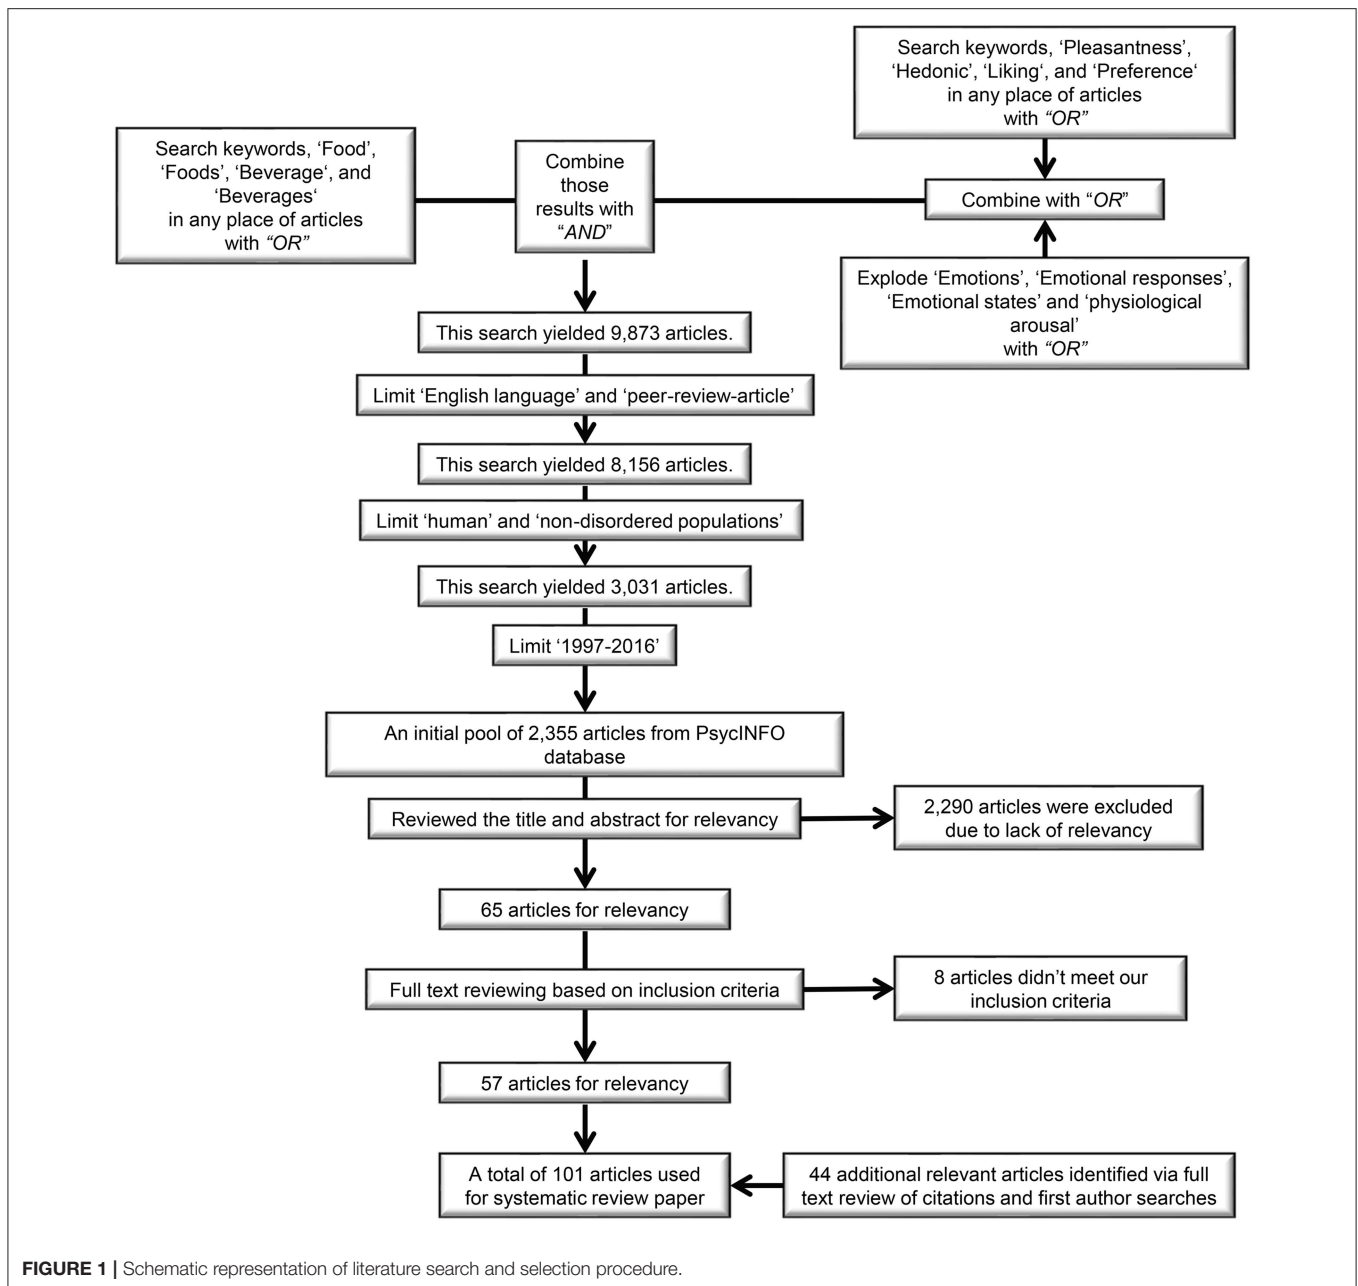 Search keywords, ‘Pleasantness’,
‘Hedonic’, ‘Liking‘, and ‘Preference‘
in any place of articles
with “OR”
Search keywords, ‘Food’,
‘Foods’, ‘Beverage‘, and
‘Beverages‘
in any place of articles
with “OR”
Combine
those
results with
“AND”
Combine with “OR”
Explode ‘Emotions’, ‘Emotional responses’,
‘Emotional states’ and ‘physiological
arousal’
with “OR”
This search yielded 9,873 articles.
Limit ‘English language’ and ‘peer-review-article’
This search yielded 8,156 articles.
Limit ‘human’ and ‘non-disordered populations’
This search yielded 3,031 articles.
Limit ‘1997-2016’
An initial pool of 2,355 articles from PsycINFO
database
Reviewed the title and abstract for relevancy
2,290 articles were excluded
due to lack of relevancy
65 articles for relevancy
Full text reviewing based on inclusion criteria
8 articles didn’t meet our
inclusion criteria
57 articles for relevancy
A total of 101 articles used
for systematic review paper
44 additional relevant articles identified via full
text review of citations and first author searches
FIGURE 1 | Schematic representation of literature search and selection procedure.